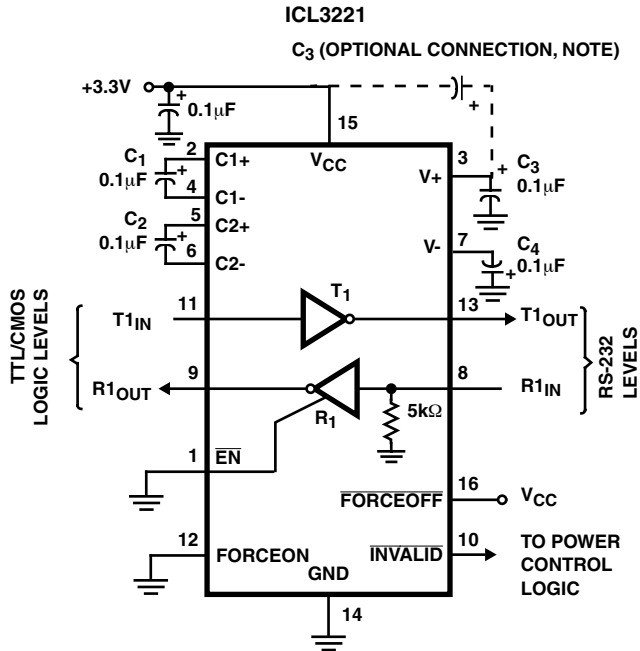 ICL3221
C3 (OPTIONAL CONNECTION, NOTE)
+3.3V
+
0.1μF
+
15
VCC
2
C1+
C1
0.1μF
+
4
C1-
5
C2+
C2
0.1μF
+
6
C2-
3
V+
+
C3
0.1μF
7
V-
C4
0.1μF
+
TTL/CMOS
LOGIC LEVELS
T1IN
11
T1
13
T1OUT
R1OUT
9
R1
8
R1IN
5kΩ
RS-232
LEVELS
1
EN
16
FORCEOFF
VCC
12
FORCEON
10
INVALID
TO POWER
CONTROL
LOGIC
GND
14